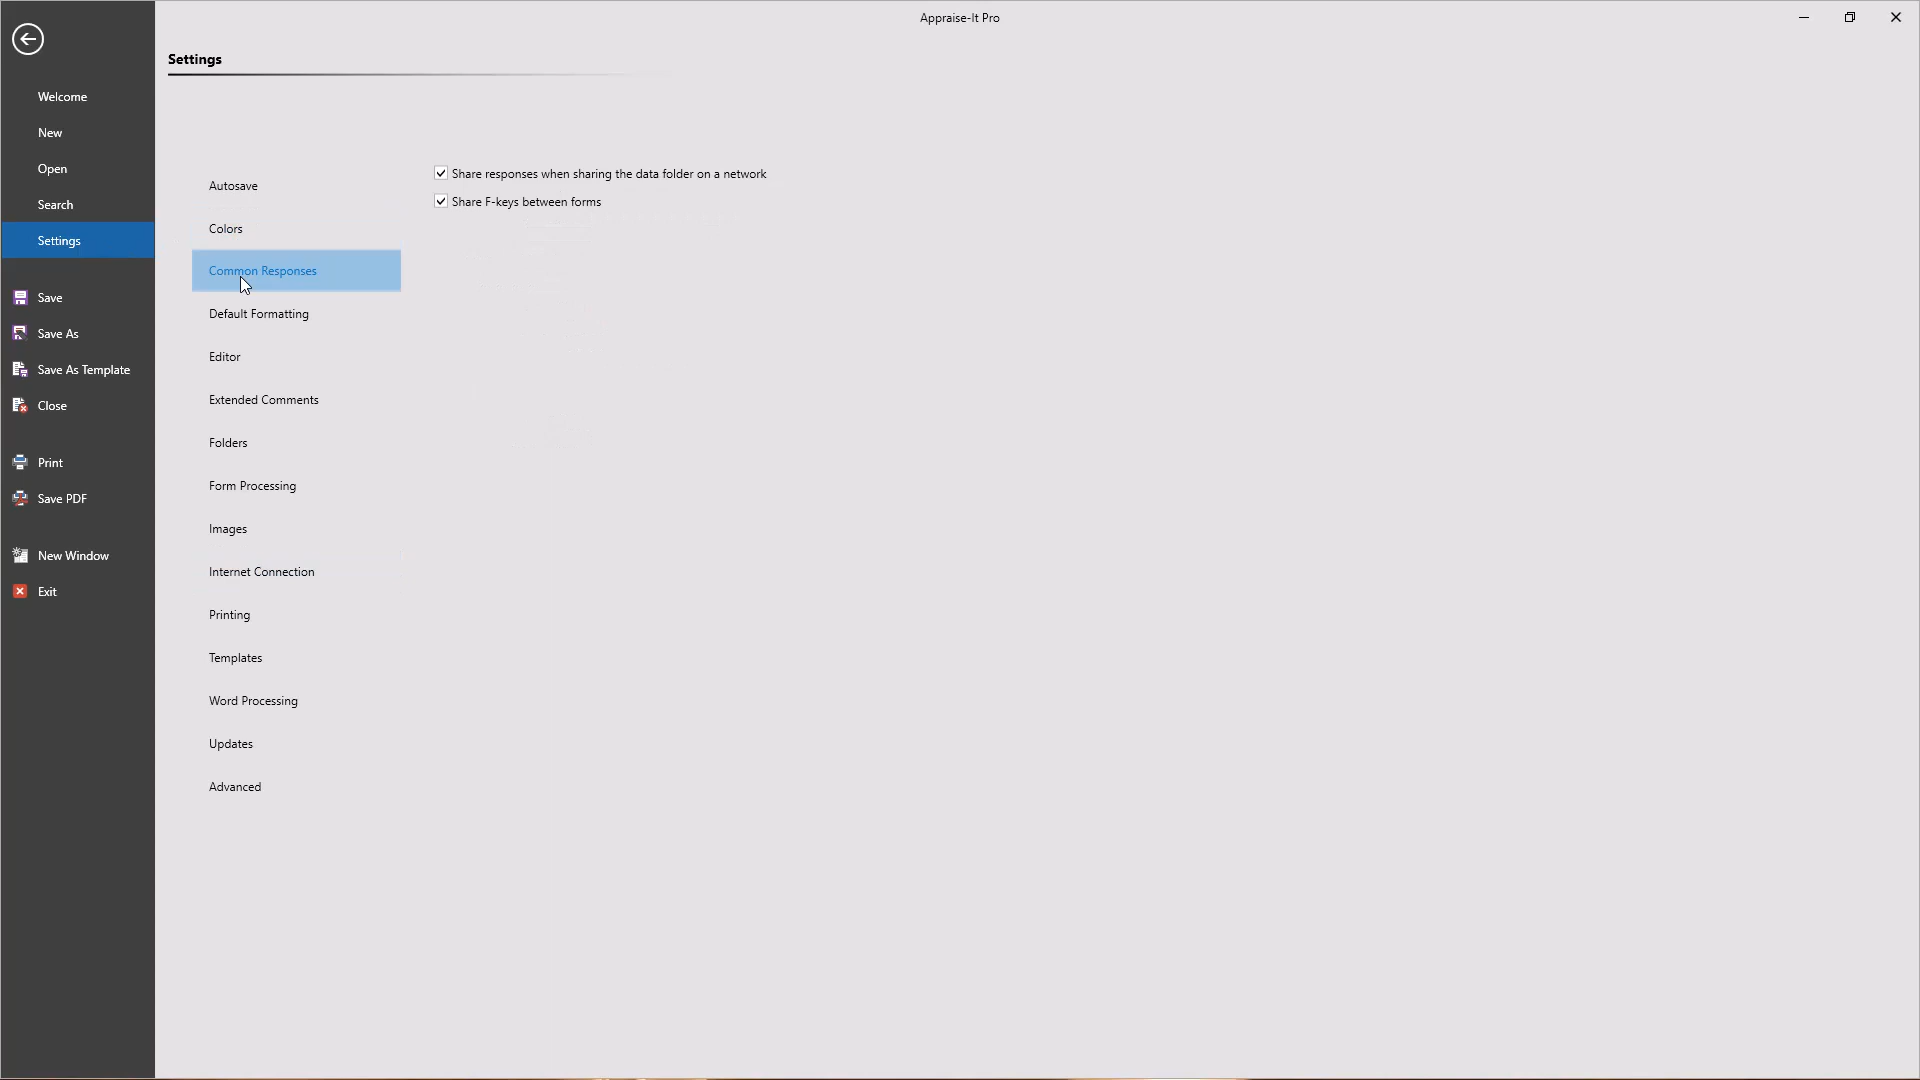 Appraise-It Pro
Settings
Welcome
New
Open
Search
Settings
Save
Save As
Save As Template
Close
Print
Save PDF
New Window
Exit
Autosave
Colors
Common Responses
Default Formatting
Editor
Extended Comments
Folders
Form Processing
Images
Internet Connection
Printing
Templates
Word Processing
Updates
Advanced
Share responses when sharing the data folder on a network
Share F-keys between forms